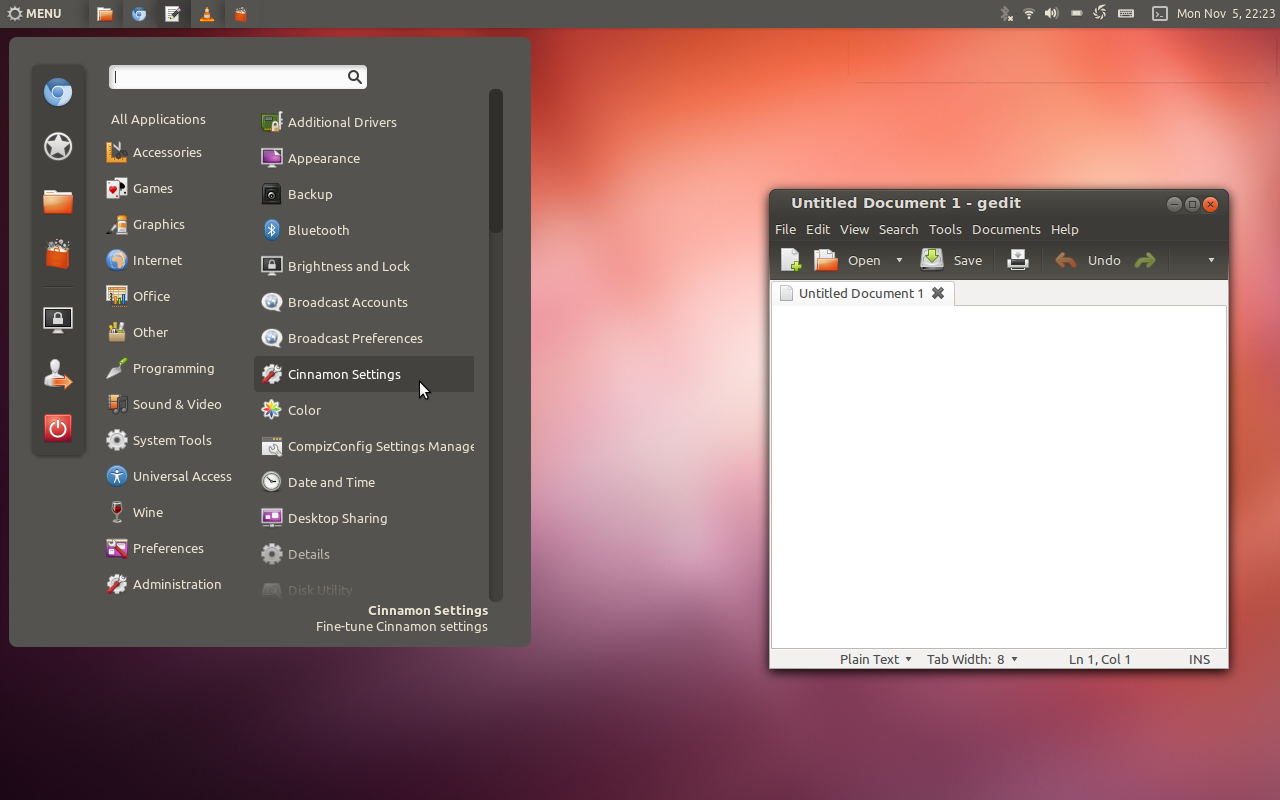 MENU
Mon Nov 5, 22:23
All Applications
Accessories
Games
Graphics
Internet
Office
Other
Programming
Sound & Video
System Tools
Universal Access
Wine
Preferences
Administration
Additional Drivers
Appearance
Backup
Bluetooth
Brightness and Lock
Broadcast Accounts
Broadcast Preferences
Cinnamon Settings
Color
CompizConfig Settings Manage
Date and Time
Desktop Sharing
Details
Disk Utility
Cinnamon Settings
Fine-tune Cinnamon settings
Untitled Document 1 - gedit
File Edit View Search Tools Documents Help
Open Save Undo
Untitled Document 1
Plain Text Tab Width: 8 Ln 1, Col 1 INS